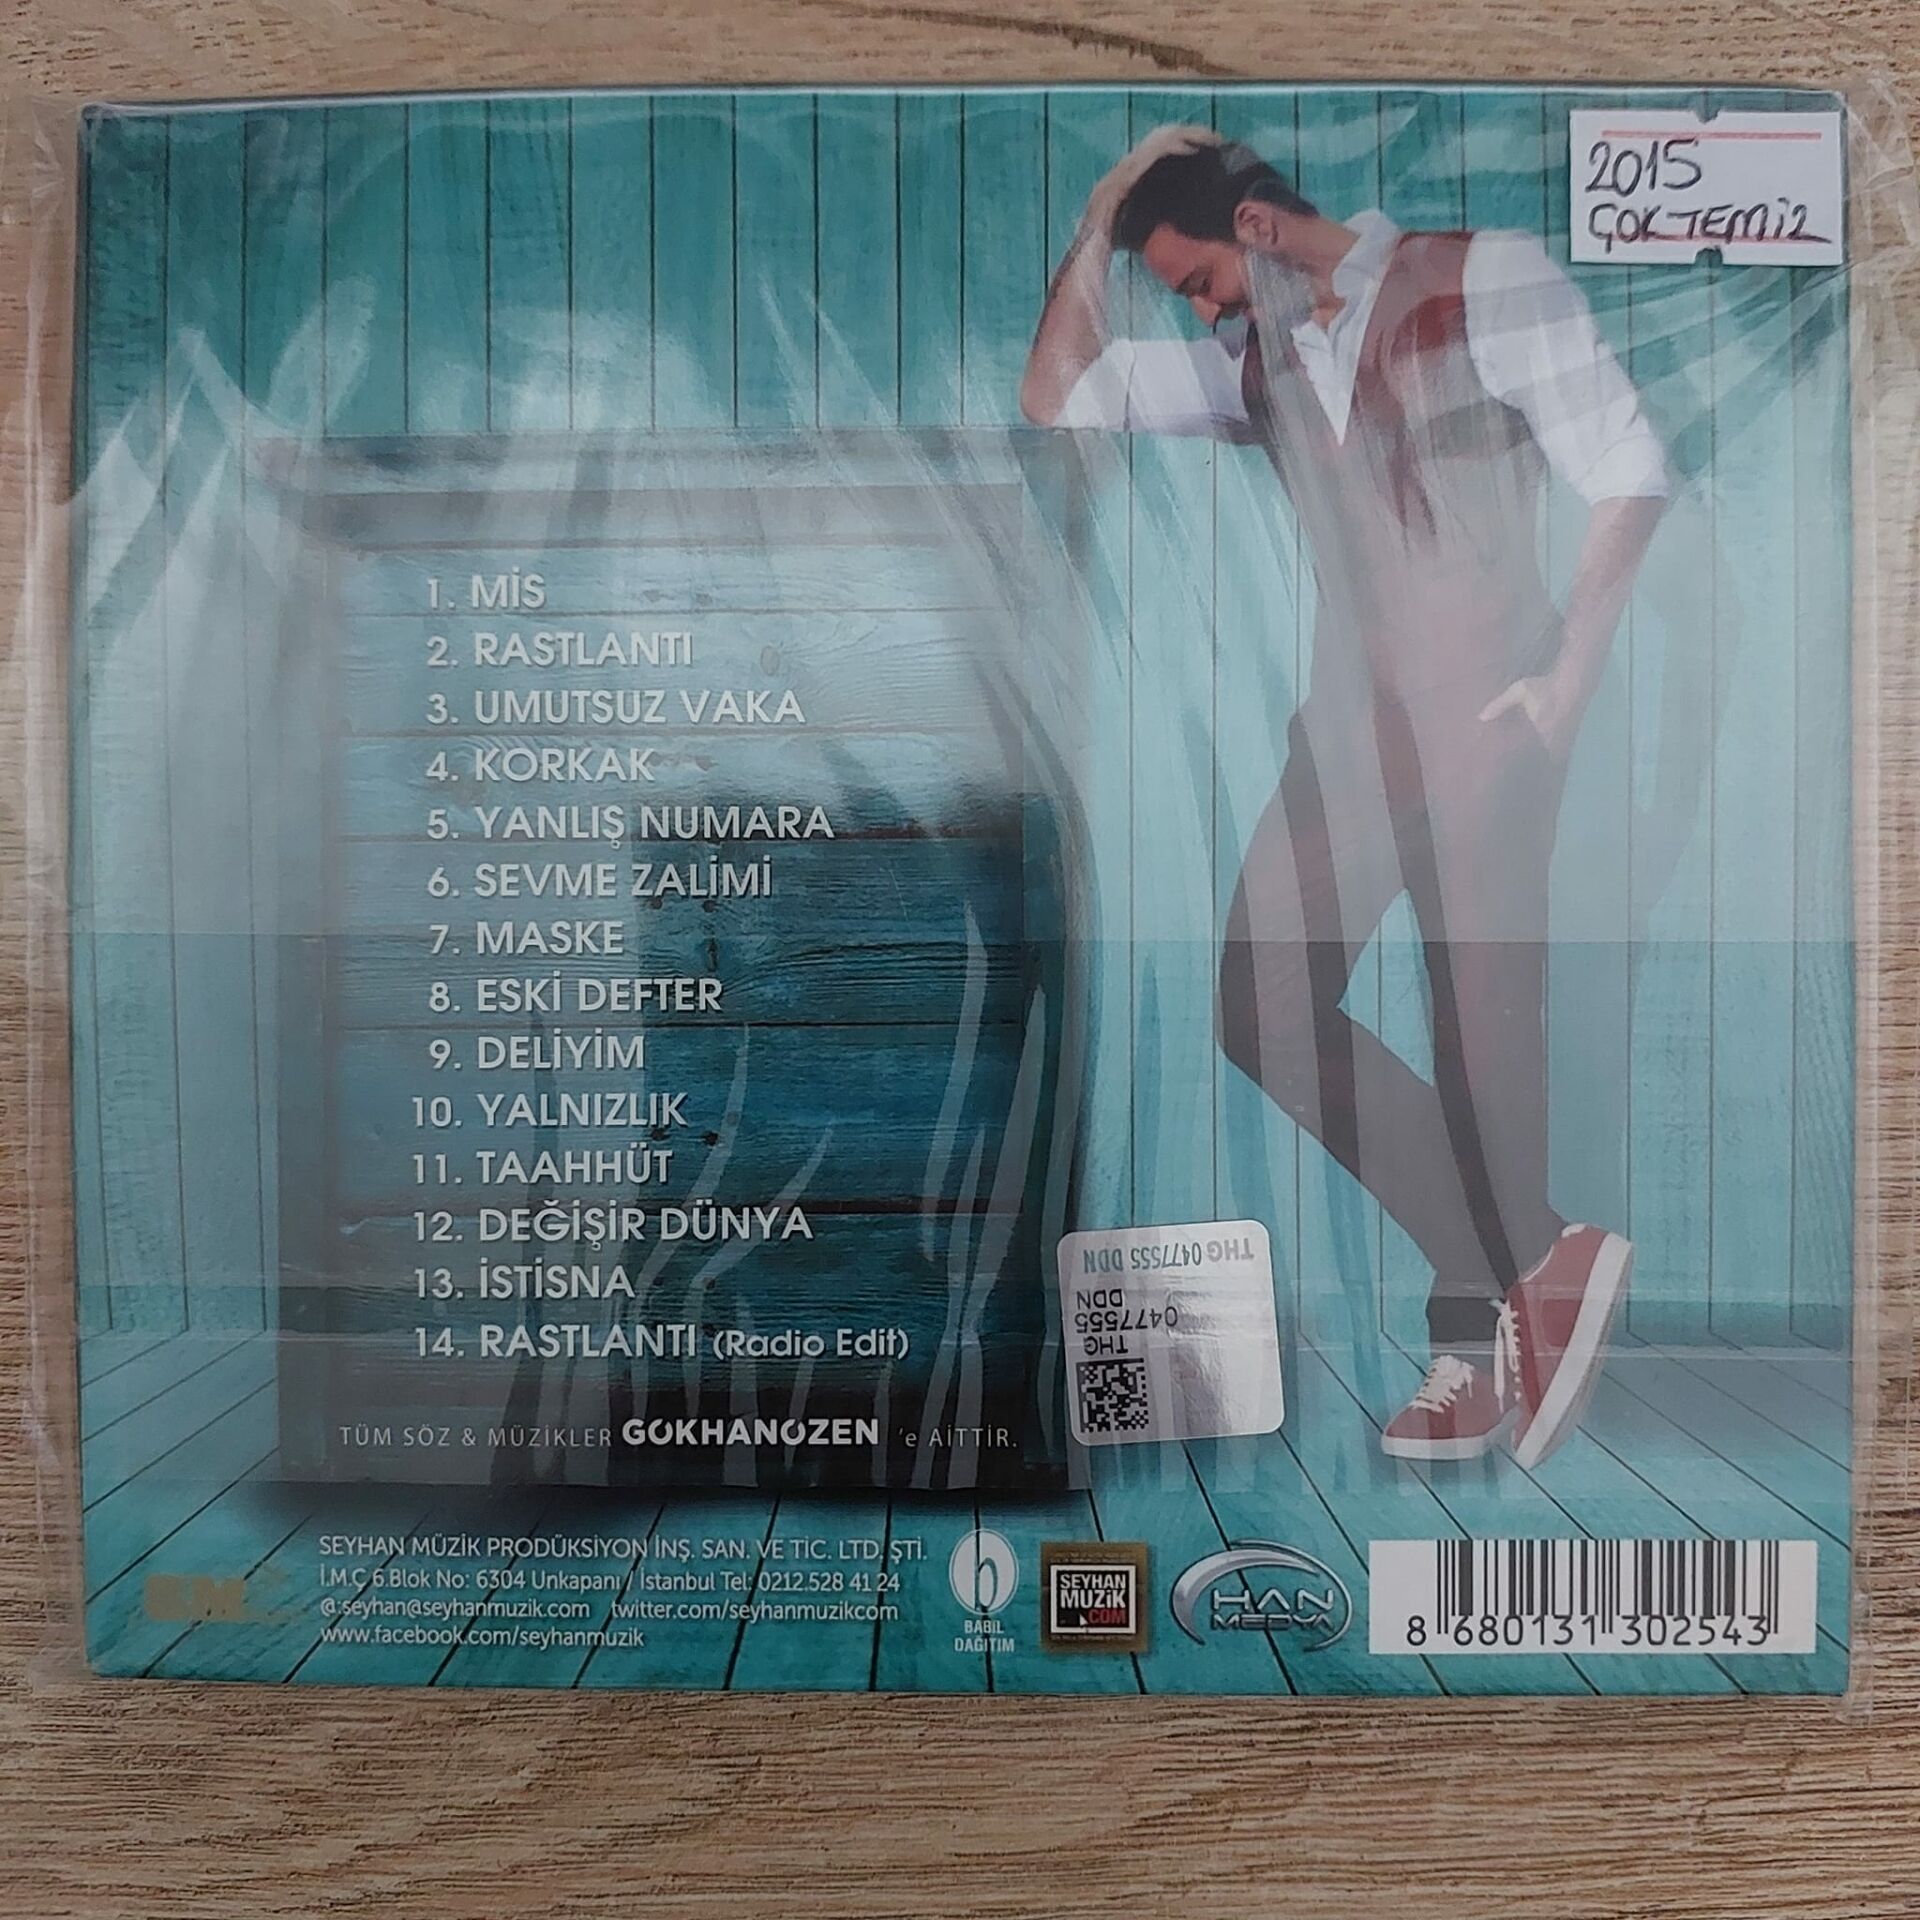 2015
ÇOK TEMİZ
1. MİS
2. RASTLANTI
3. UMUTSUZ VAKA
4. KORKAK
5. YANLIŞ NUMARA
6. SEVME ZALİMİ
7. MASKE
8. ESKİ DEFTER
9. DELİYİM
10. YALNIZLIK
11. TAAHHÜT
12. DEĞİŞİR DÜNYA
13. İSTİSNA
14. RASTLANTI (Radio Edit)
TÜM SÖZ & MÜZİKLER GÖKHANÖZEN 'e AİTTİR.
THG 0477555 DDN
THG
0477555
DDN
SEYHAN MÜZİK PRODÜKSİYON İNŞ. SAN. VE TİC. LTD. ŞTİ.
İ.M.Ç 6.Blok No: 6304 Unkapanı / İstanbul Tel: 0212.528 41 24
@:seyhan@seyhanmuzik.com twitter.com/seyhanmuzikcom
www.facebook.com/seyhanmuzik
b
BABİL
DAĞITIM
SEYHAN
MUZİK
.COM
HAN
MEDYA
8 680131 302543